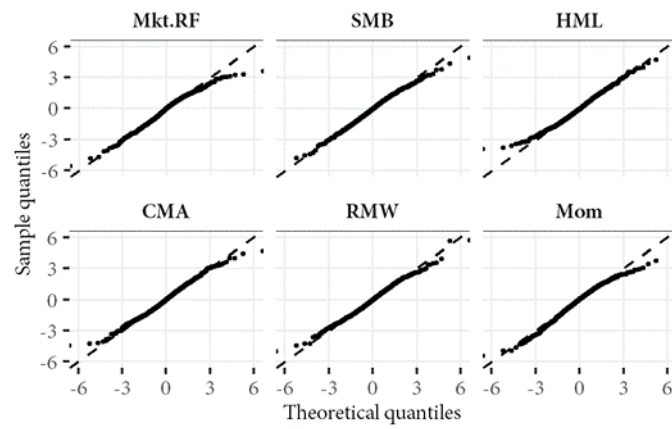 Mkt.RF SMB HML
6
3
0
-3
-6
CMA RMW Mom
6
3
0
-3
-6
-6 -3 0 3 6 -6 -3 0 3 6 -6 -3 0 3 6
Sample quantiles
Theoretical quantiles